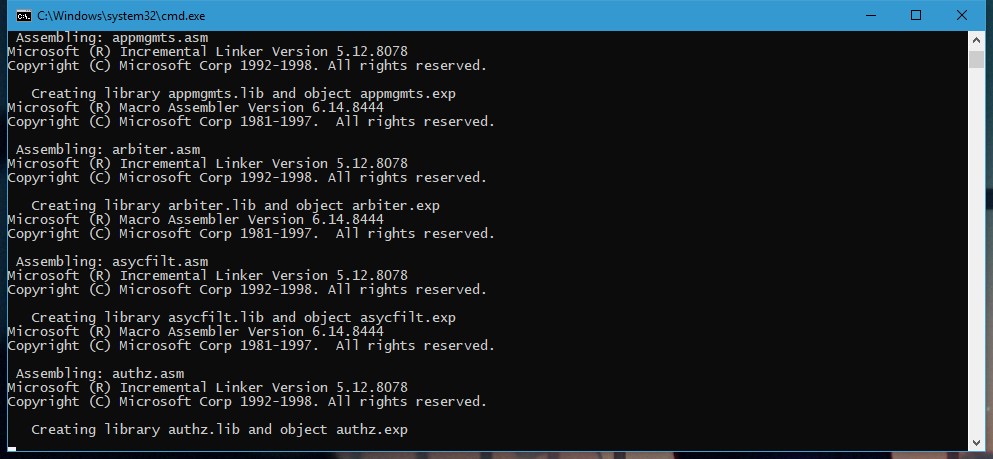 C:\Windows\system32\cmd.exe
Assembling: appmgmts.asm
Microsoft (R) Incremental Linker Version 5.12.8078
Copyright (C) Microsoft Corp 1992-1998. All rights reserved.
Creating library appmgmts.lib and object appmgmts.exp
Microsoft (R) Macro Assembler Version 6.14.8444
Copyright (C) Microsoft Corp 1981-1997.  All rights reserved.
Assembling: arbiter.asm
Microsoft (R) Incremental Linker Version 5.12.8078
Copyright (C) Microsoft Corp 1992-1998. All rights reserved.
Creating library arbiter.lib and object arbiter.exp
Microsoft (R) Macro Assembler Version 6.14.8444
Copyright (C) Microsoft Corp 1981-1997.  All rights reserved.
Assembling: asycfilt.asm
Microsoft (R) Incremental Linker Version 5.12.8078
Copyright (C) Microsoft Corp 1992-1998. All rights reserved.
Creating library asycfilt.lib and object asycfilt.exp
Microsoft (R) Macro Assembler Version 6.14.8444
Copyright (C) Microsoft Corp 1981-1997.  All rights reserved.
Assembling: authz.asm
Microsoft (R) Incremental Linker Version 5.12.8078
Copyright (C) Microsoft Corp 1992-1998. All rights reserved.
Creating library authz.lib and object authz.exp